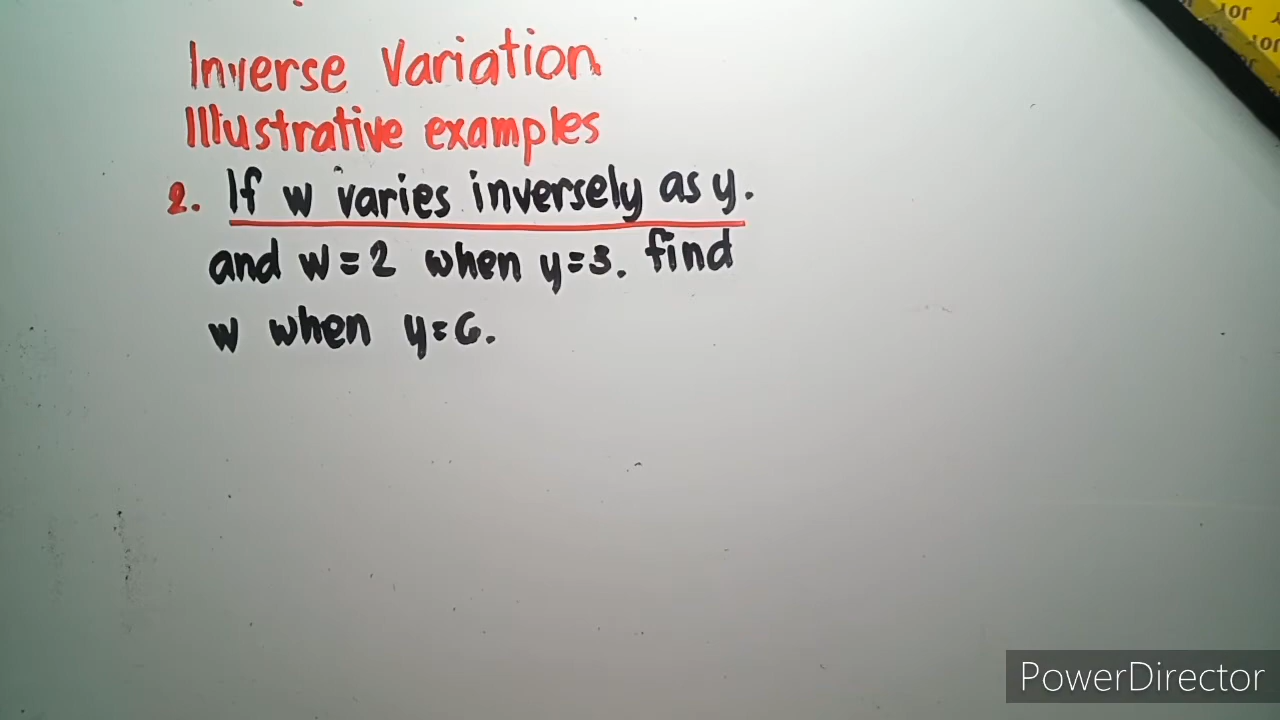 Inverse Variation
Illustrative examples
2. If w varies inversely as y.
and w=2 when y=3. find
w when y=6.
PowerDirector